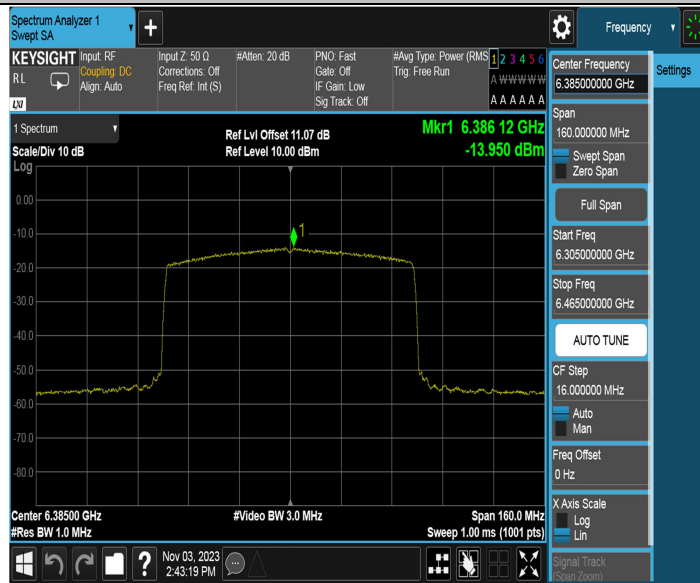 Spectrum Analyzer 1
Swept SA
+
Frequency
KEYSIGHT
R L
LXI
Input: RF
Coupling: DC
Align: Auto
Input Z: 50 Ω
Corrections: Off
Freq Ref: Int (S)
#Atten: 20 dB
PNO: Fast
Gate: Off
IF Gain: Low
Sig Track: Off
#Avg Type: Power (RMS
Trig: Free Run
1 2 3 4 5 6
A W W W W W
A A A A A A
1 Spectrum
Scale/Div 10 dB
Log
Ref Lvl Offset 11.07 dB
Ref Level 10.00 dBm
Mkr1 6.386 12 GHz
-13.950 dBm
1
0.00
-10.0
-20.0
-30.0
-40.0
-50.0
-60.0
-70.0
-80.0
Center 6.38500 GHz
#Res BW 1.0 MHz
#Video BW 3.0 MHz
Span 160.0 MHz
Sweep 1.00 ms (1001 pts)
Nov 03, 2023
2:43:19 PM
?
Center Frequency
6.385000000 GHz
Settings
Span
160.000000 MHz
Swept Span
Zero Span
Full Span
Start Freq
6.305000000 GHz
Stop Freq
6.465000000 GHz
AUTO TUNE
CF Step
16.000000 MHz
Auto
Man
Freq Offset
0 Hz
X Axis Scale
Log
Lin
Signal Track
(Span Zoom)